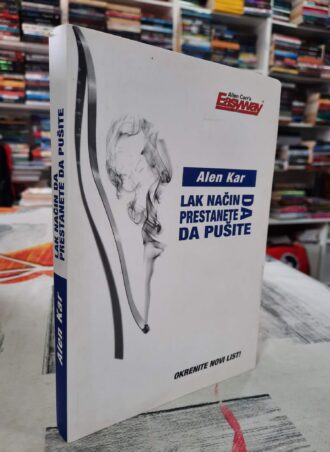 LAK NAČIN DA
PRESTANETE DA PUŠITE
Alen Kar
Allen Carr's
Easyway
Alen Kar
LAK NAČIN DA
PRESTANETE
DA PUŠITE
OKRENITE NOVI LIST!